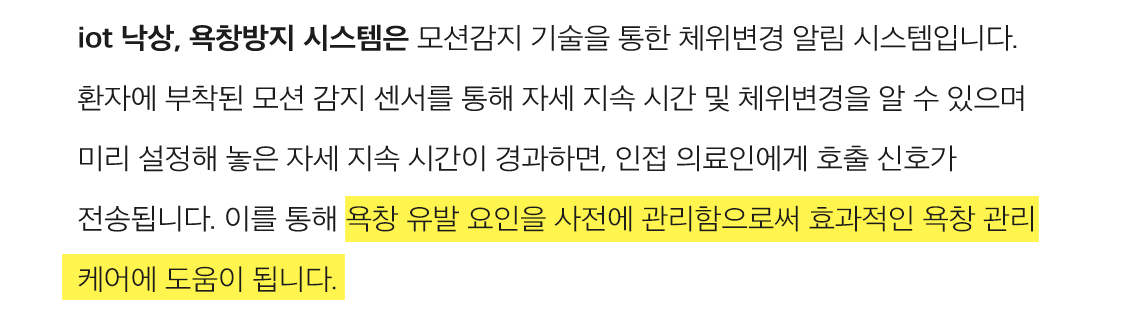 iot 낙상, 욕창방지 시스템은 모션감지 기술을 통한 체위변경 알림 시스템입니다.
환자에 부착된 모션 감지 센서를 통해 자세 지속 시간 및 체위변경을 알 수 있으며
미리 설정해 놓은 자세 지속 시간이 경과하면, 인접 의료인에게 호출 신호가
전송됩니다. 이를 통해 욕창 유발 요인을 사전에 관리함으로써 효과적인 욕창 관리
케어에 도움이 됩니다.